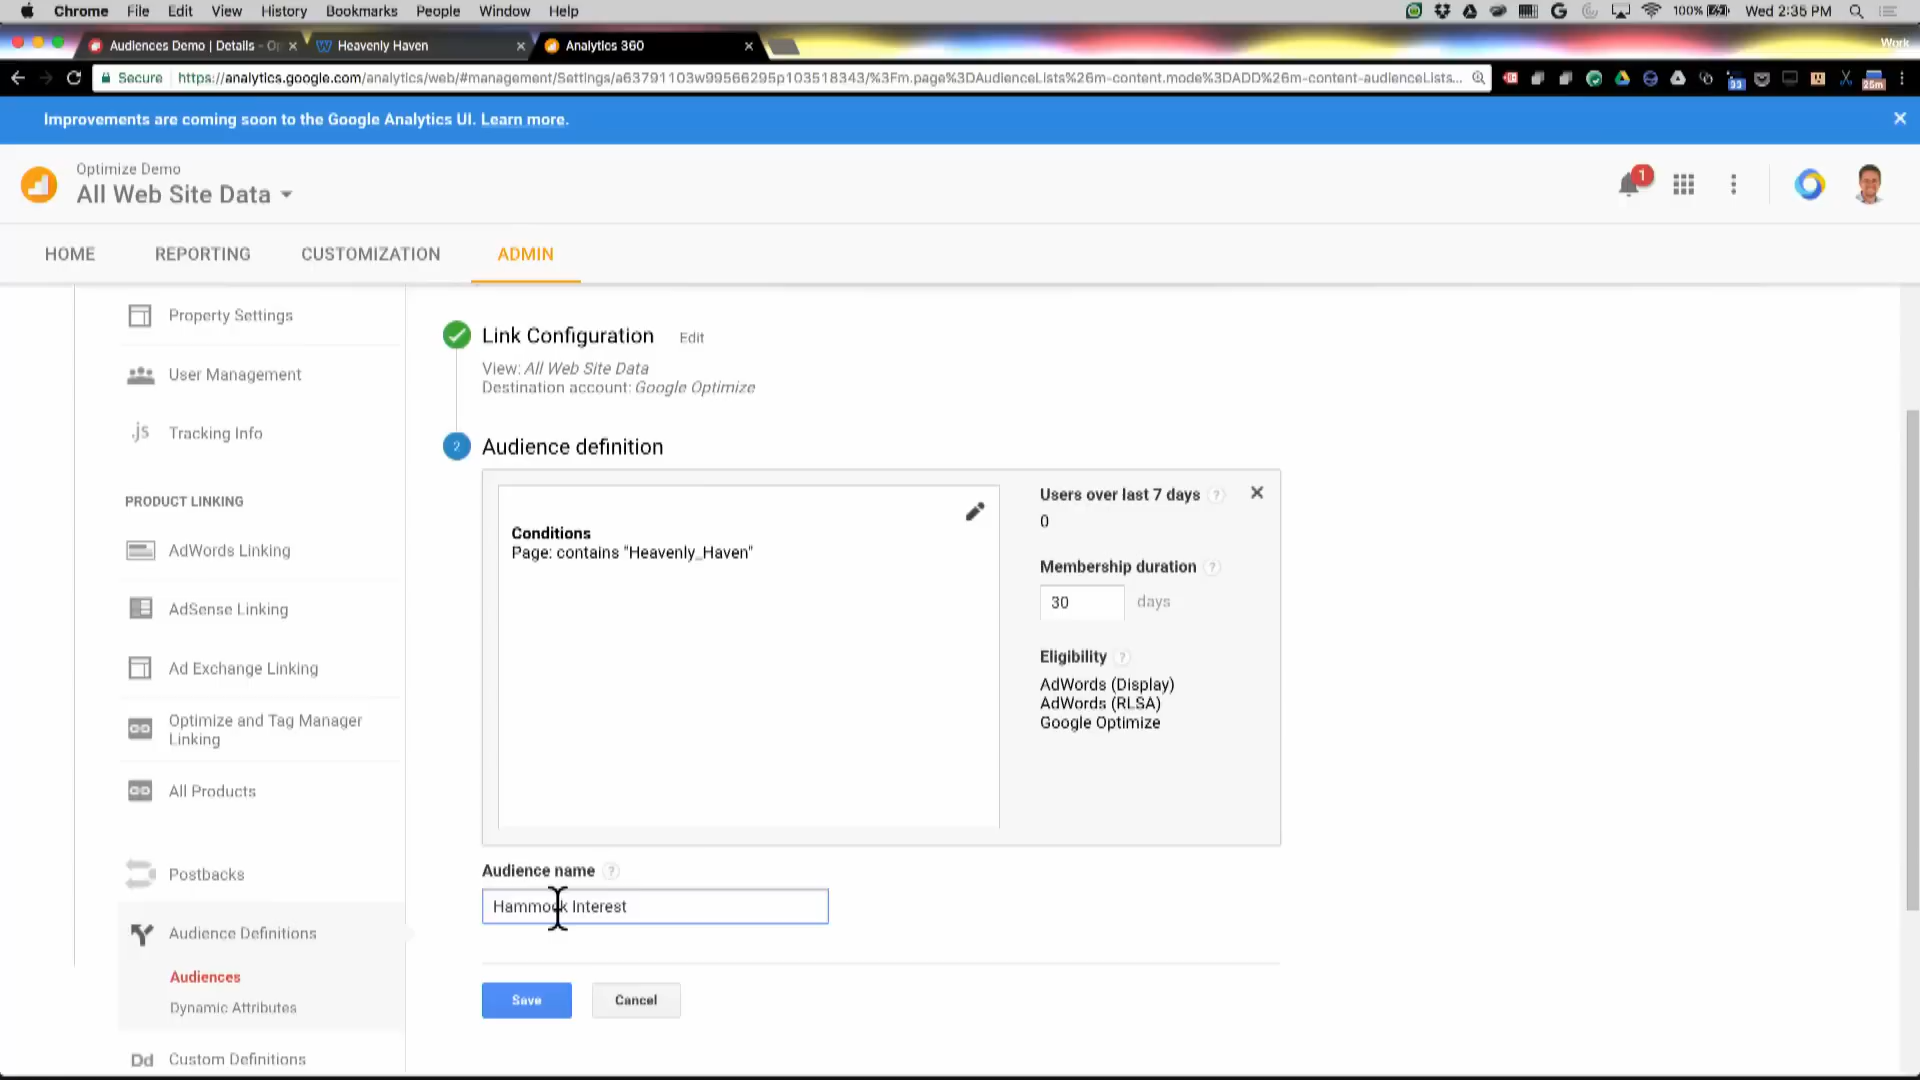 Chrome File Edit View History Bookmarks People Window Help 100% Wed 2:35 PM
Audiences Demo | Details - Heavenly Haven Analytics 360 Work
Secure https://analytics.google.com/analytics/web/#management/Settings/a63791103w99566295p103518343/%3Fm.page%3DAudienceLists%26m-content.mode%3DADD%26m-content-audienceLists...
Improvements are coming soon to the Google Analytics UI. Learn more.
Optimize Demo
All Web Site Data
1
HOME REPORTING CUSTOMIZATION ADMIN
Property Settings
User Management
.js Tracking Info
PRODUCT LINKING
AdWords Linking
AdSense Linking
Ad Exchange Linking
Optimize and Tag Manager
Linking
All Products
Postbacks
Audience Definitions
Audiences
Dynamic Attributes
Dd Custom Definitions
Link Configuration Edit
View: All Web Site Data
Destination account: Google Optimize
2 Audience definition
Conditions
Page: contains "Heavenly_Haven"
Users over last 7 days ?
0
Membership duration ?
30 days
Eligibility ?
AdWords (Display)
AdWords (RLSA)
Google Optimize
Audience name ?
Hammock Interest
Save Cancel